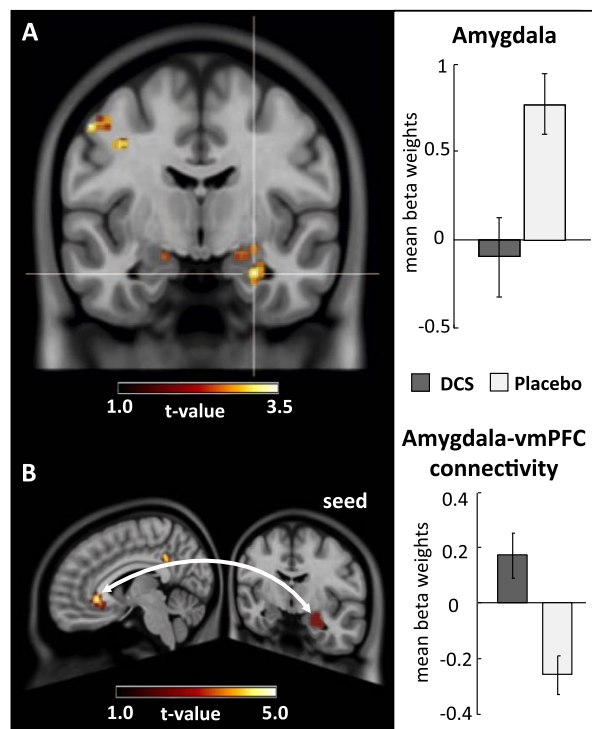 A
1.0
3.5
t-value
Amygdala
mean beta weights
1
0.5
0
-0.5
DCS
Placebo
B
seed
1.0
t-value
5.0
Amygdala-vmPFC
connectivity
mean beta weights
0.4
0.2
0
-0.2
-0.4